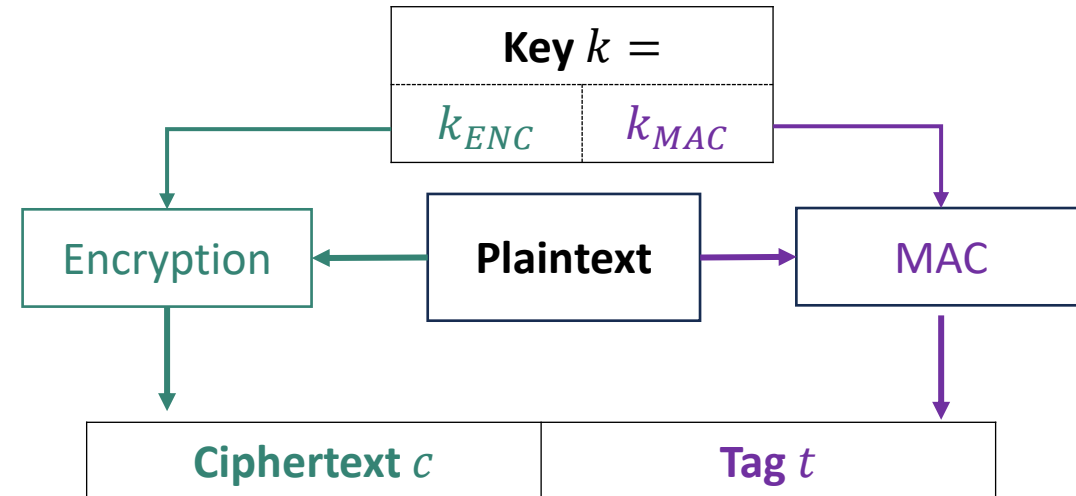 Key k =
k_ENC k_MAC
Encryption Plaintext MAC
Ciphertext c Tag t